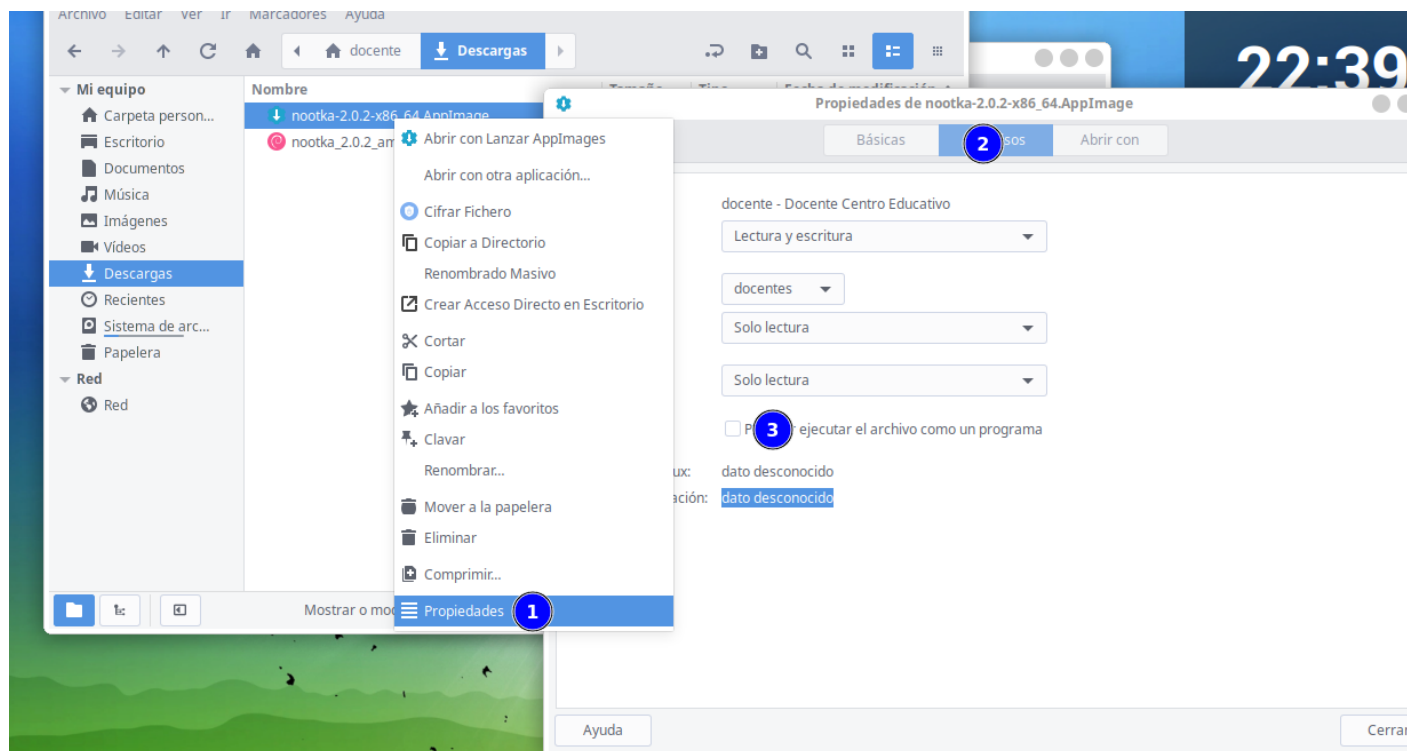 Archivo Editar Ver Ir Marcadores Ayuda
docente
Descargas
22:39
Mi equipo
Carpeta person...
Escritorio
Documentos
Música
Imágenes
Vídeos
Descargas
Recientes
Sistema de arc...
Papelera
Red
Red
Nombre
Tamaño Tipo Fecha de modificación
nootka-2.0.2-x86_64.AppImage
nootka_2.0.2_am
Abrir con Lanzar AppImages
Abrir con otra aplicación...
Cifrar Fichero
Copiar a Directorio
Renombrado Masivo
Crear Acceso Directo en Escritorio
Cortar
Copiar
Añadir a los favoritos
Clavar
Renombrar...
Mover a la papelera
Eliminar
Comprimir...
Propiedades 1
Mostrar o mo
Propiedades de nootka-2.0.2-x86_64.AppImage
Básicas 2 sos Abrir con
docente - Docente Centro Educativo
Lectura y escritura
docentes
Solo lectura
Solo lectura
P 3 r ejecutar el archivo como un programa
ux: dato desconocido
ación: dato desconocido
Ayuda
Cerrar